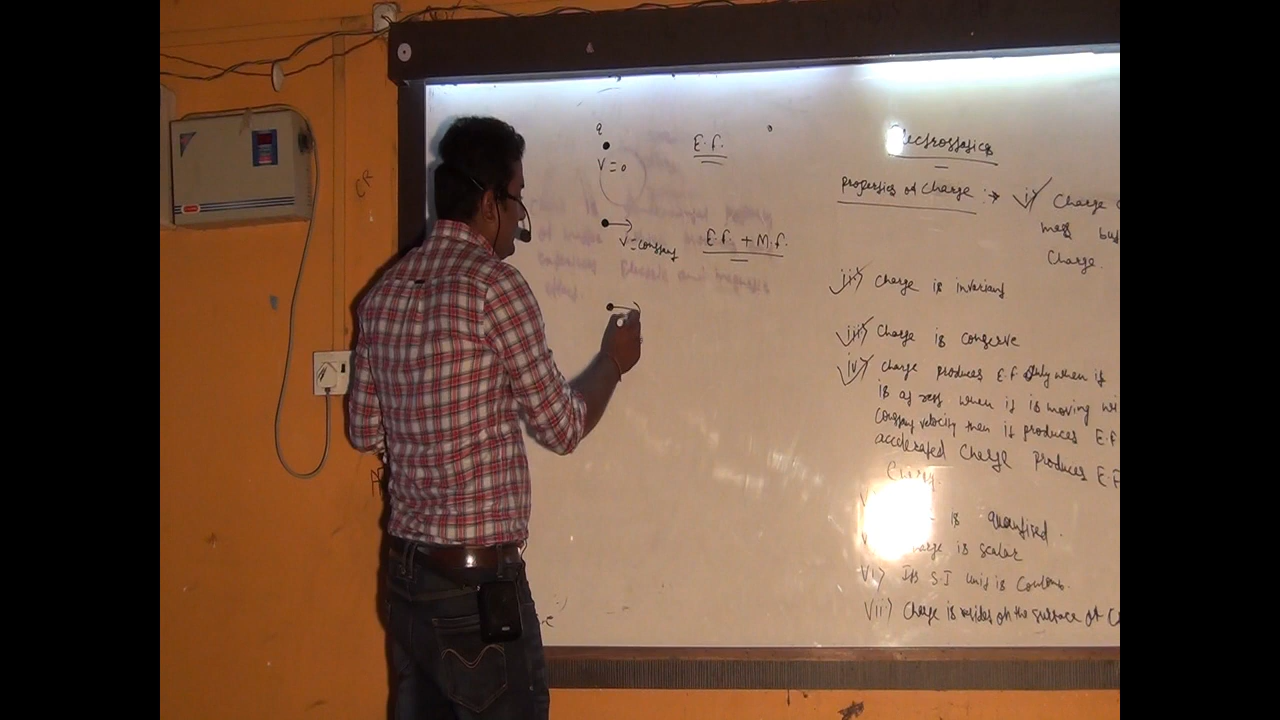 q
V = 0
E.f.
V = constant
E.f. + M.f.
CR
Electrostatics
properties of Charge :→ i) Charge
mass but
Charge.
ii) Charge is invariant
iii) Charge is conserve
iv) Charge produces E.F only when it
is at rest when it is moving wi
Constant velocity then it produces E.F
accelerated Charge produces E.F
is quantised.
is scalar
VI) Its S.I unit is Coulomb.
Vii) Charge is resides on the surface of